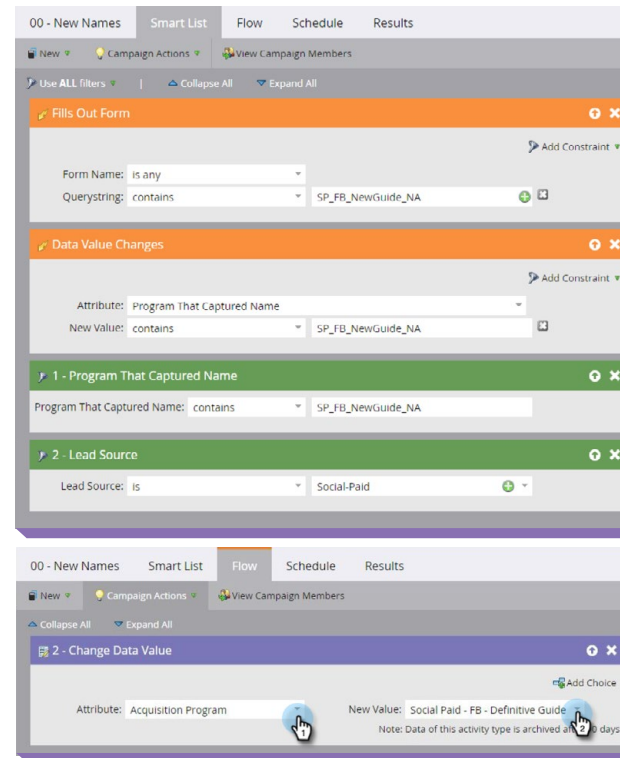 00 - New Names Smart List Flow Schedule Results
New Campaign Actions View Campaign Members
Use ALL filters | Collapse All Expand All
Fills Out Form
Add Constraint
Form Name: is any
Querystring: contains SP_FB_NewGuide_NA
Data Value Changes
Add Constraint
Attribute: Program That Captured Name
New Value: contains SP_FB_NewGuide_NA
1 - Program That Captured Name
Program That Captured Name: contains SP_FB_NewGuide_NA
2 - Lead Source
Lead Source: is Social-Paid
00 - New Names Smart List Flow Schedule Results
New Campaign Actions View Campaign Members
Collapse All Expand All
2 - Change Data Value
Add Choice
Attribute: Acquisition Program New Value: Social Paid - FB - Definitive Guide
1 2
Note: Data of this activity type is archived days